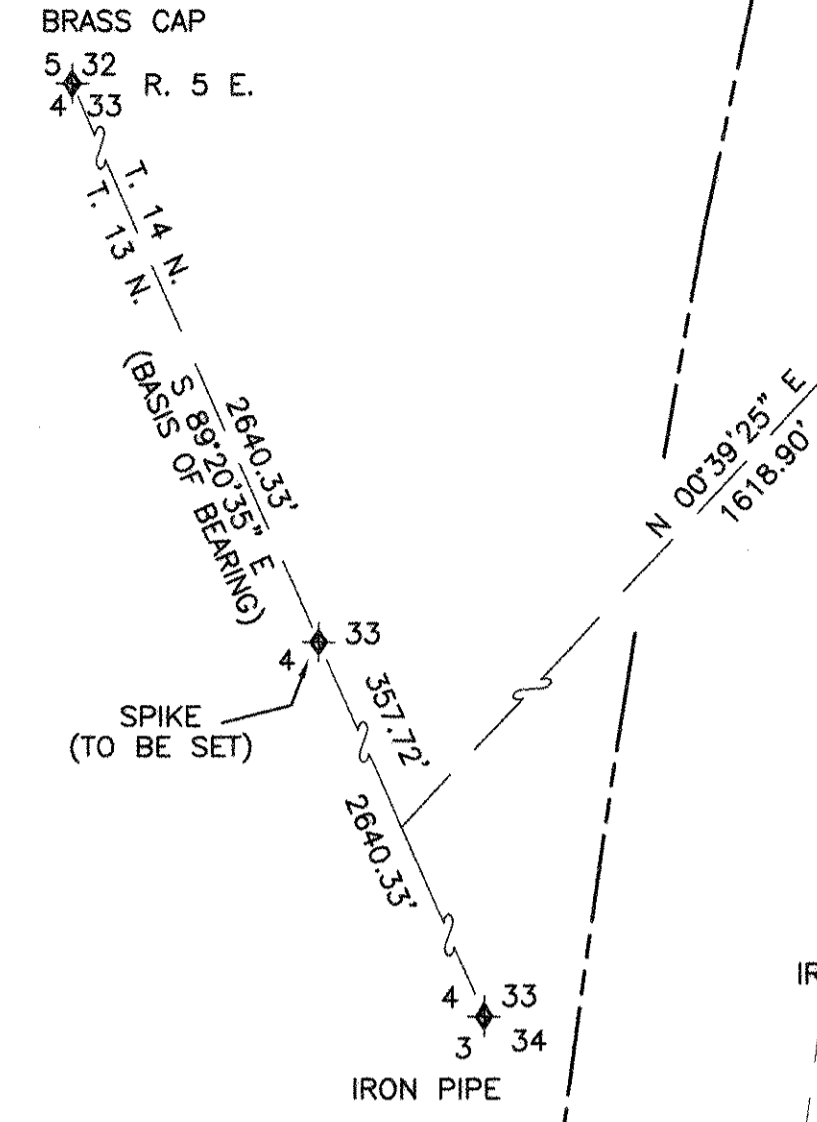 BRASS CAP
5 32
R. 5 E.
4 33
T. 14 N.
T. 13 N.
2640.33'
S 89°20'35" E
(BASIS OF BEARING)
N 00°39'25" E
1618.90'
33
4
SPIKE
(TO BE SET)
357.72'
2640.33'
4 33
3 34
IRON PIPE
IR